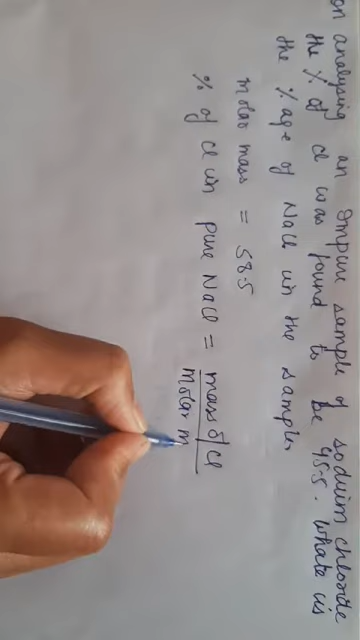 on analysing an Impure sample of sodium chloride
the % of Cl was found to be 45.5. Whate is
the % age of NaCl in the sample.
Molar mass = 58.5
% of Cl in pure NaCl = mass of Cl
Molar m